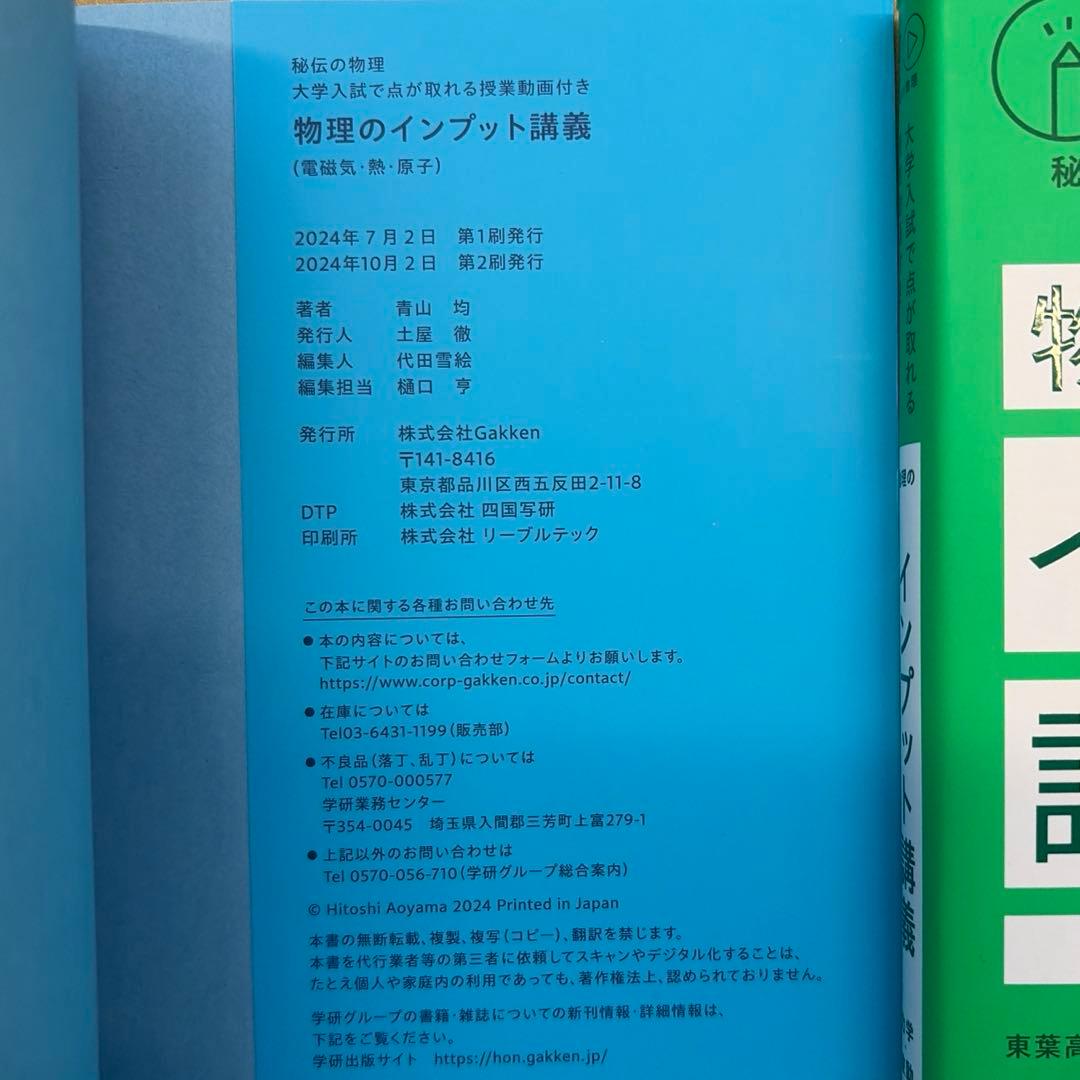 秘伝の物理
大学入試で点が取れる授業動画付き
物理のインプット講義
(電磁気・熱・原子)
2024年7月2日 第1刷発行
2024年10月2日 第2刷発行
著者 青山 均
発行人 土屋 徹
編集人 代田雪絵
編集担当 樋口 亨
発行所 株式会社Gakken
〒141-8416
東京都品川区西五反田2-11-8
DTP 株式会社 四国写研
印刷所 株式会社 リーブルテック
この本に関する各種お問い合わせ先
●本の内容については、
下記サイトのお問い合わせフォームよりお願いします。
https://www.corp-gakken.co.jp/contact/
●在庫については
Tel03-6431-1199(販売部)
●不良品(落丁、乱丁)については
Tel 0570-000577
学研業務センター
〒354-0045 埼玉県入間郡三芳町上富279-1
●上記以外のお問い合わせは
Tel 0570-056-710(学研グループ総合案内)
© Hitoshi Aoyama 2024 Printed in Japan
本書の無断転載、複製、複写(コピー)、翻訳を禁じます。
本書を代行業者等の第三者に依頼してスキャンやデジタル化することは、
たとえ個人や家庭内の利用であっても、著作権法上、認められておりません。
学研グループの書籍・雑誌についての新刊情報・詳細情報は、
下記をご覧ください。
学研出版サイト https://hon.gakken.jp/
大学入試で点が取れる
物理の
インプット講義
秘
物
イ
東葉高